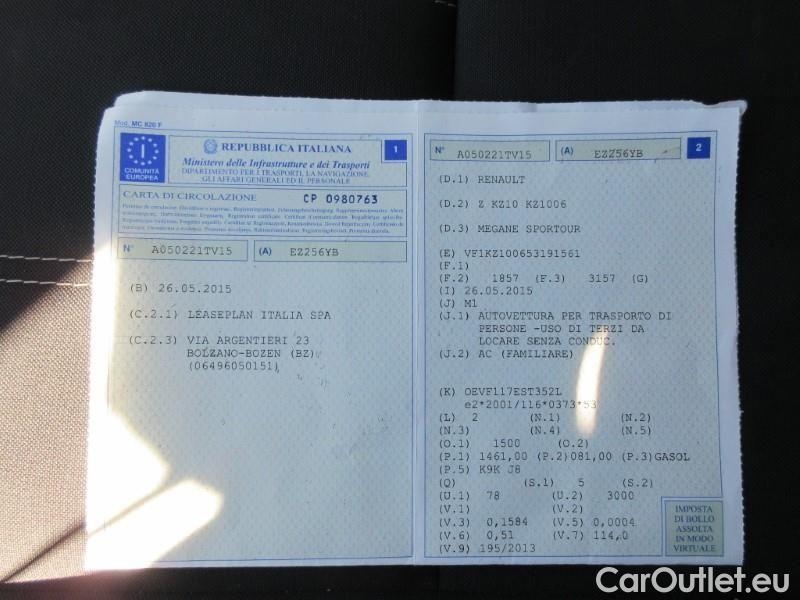 Mod. MC 820 F
REPUBBLICA ITALIANA
1
Ministero delle Infrastrutture e dei Trasporti
DIPARTIMENTO PER I TRASPORTI, LA NAVIGAZIONE,
GLI AFFARI GENERALI ED IL PERSONALE
I
COMUNITÀ
EUROPEA
CARTA DI CIRCOLAZIONE CP 0980763
N° A050221TV15 (A) EZ256YB
(B) 26.05.2015
(C.2.1) LEASEPLAN ITALIA SPA
(C.2.3) VIA ARGENTIERI 23
BOLZANO-BOZEN (BZ)
(06496050151)
N° A050221TV15 (A) EZ256YB 2
(D.1) RENAULT
(D.2) Z KZ10 KZ1006
(D.3) MEGANE SPORTOUR
(E) VF1KZ100653191561
(F.1)
(F.2) 1857 (F.3) 3157 (G)
(I) 26.05.2015
(J) M1
(J.1) AUTOVETTURA PER TRASPORTO DI
PERSONE -USO DI TERZI DA
LOCARE SENZA CONDUC.
(J.2) AC (FAMILIARE)
(K) OEVF117EST352L
e2*2001/116*0373*53
(L) 2 (N.1) (N.2)
(N.3) (N.4) (N.5)
(O.1) 1500 (O.2)
(P.1) 1461,00 (P.2)081,00 (P.3)GASOL
(P.5) K9K J8
(Q) (S.1) 5 (S.2)
(U.1) 78 (U.2) 3000
(V.1) (V.2)
(V.3) 0,1584 (V.5) 0,0004
(V.6) 0,51 (V.7) 114,0
(V.9) 195/2013
IMPOSTA
DI BOLLO
ASSOLTA
IN MODO
VIRTUALE
CarOutlet.eu